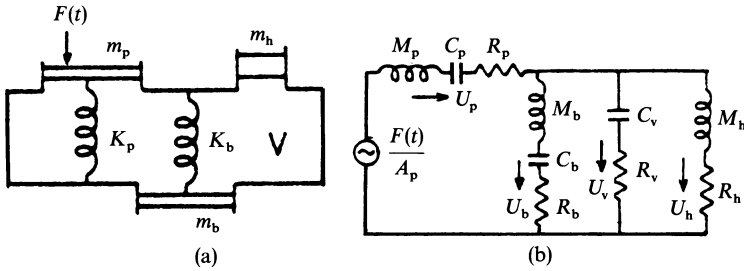 F(t)
m_p
m_h
K_p
K_b
V
m_b
(a)
M_p
C_p
R_p
U_p
F(t)
A_p
M_b
C_b
U_b
R_b
C_v
U_v
R_v
M_h
U_h
R_h
(b)